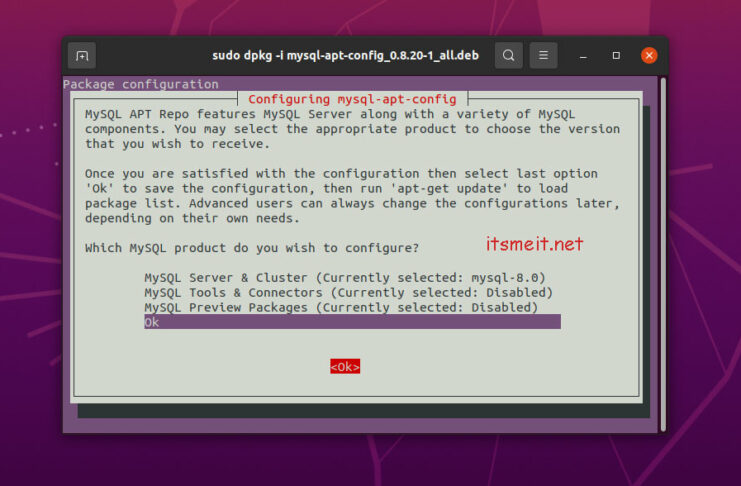 sudo dpkg -i mysql-apt-config_0.8.20-1_all.deb
Package configuration
Configuring mysql-apt-config
MySQL APT Repo features MySQL Server along with a variety of MySQL
components. You may select the appropriate product to choose the version
that you wish to receive.
Once you are satisfied with the configuration then select last option
'Ok' to save the configuration, then run 'apt-get update' to load
package list. Advanced users can always change the configurations later,
depending on their own needs.
itsmeit.net
Which MySQL product do you wish to configure?
MySQL Server & Cluster (Currently selected: mysql-8.0)
MySQL Tools & Connectors (Currently selected: Disabled)
MySQL Preview Packages (Currently selected: Disabled)
Ok
<Ok>